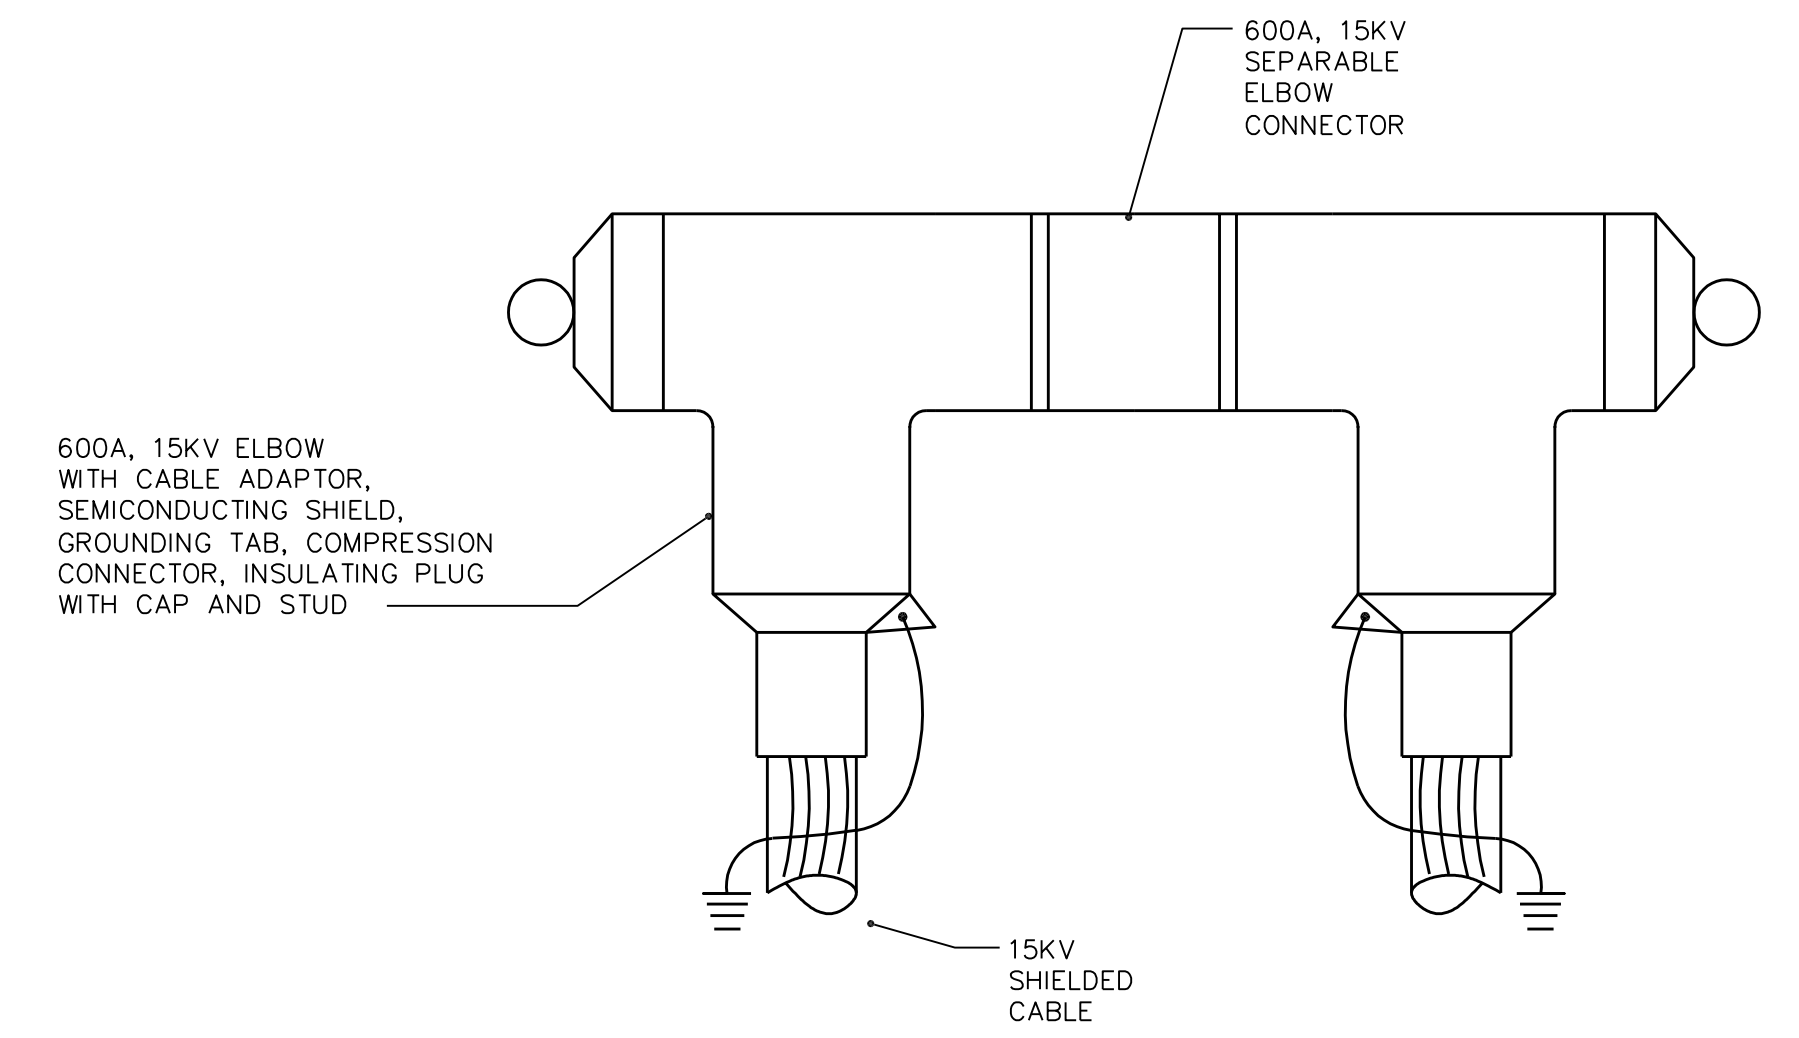 600A, 15KV
SEPARABLE
ELBOW
CONNECTOR
600A, 15KV ELBOW
WITH CABLE ADAPTOR,
SEMICONDUCTING SHIELD,
GROUNDING TAB, COMPRESSION
CONNECTOR, INSULATING PLUG
WITH CAP AND STUD
15KV
SHIELDED
CABLE